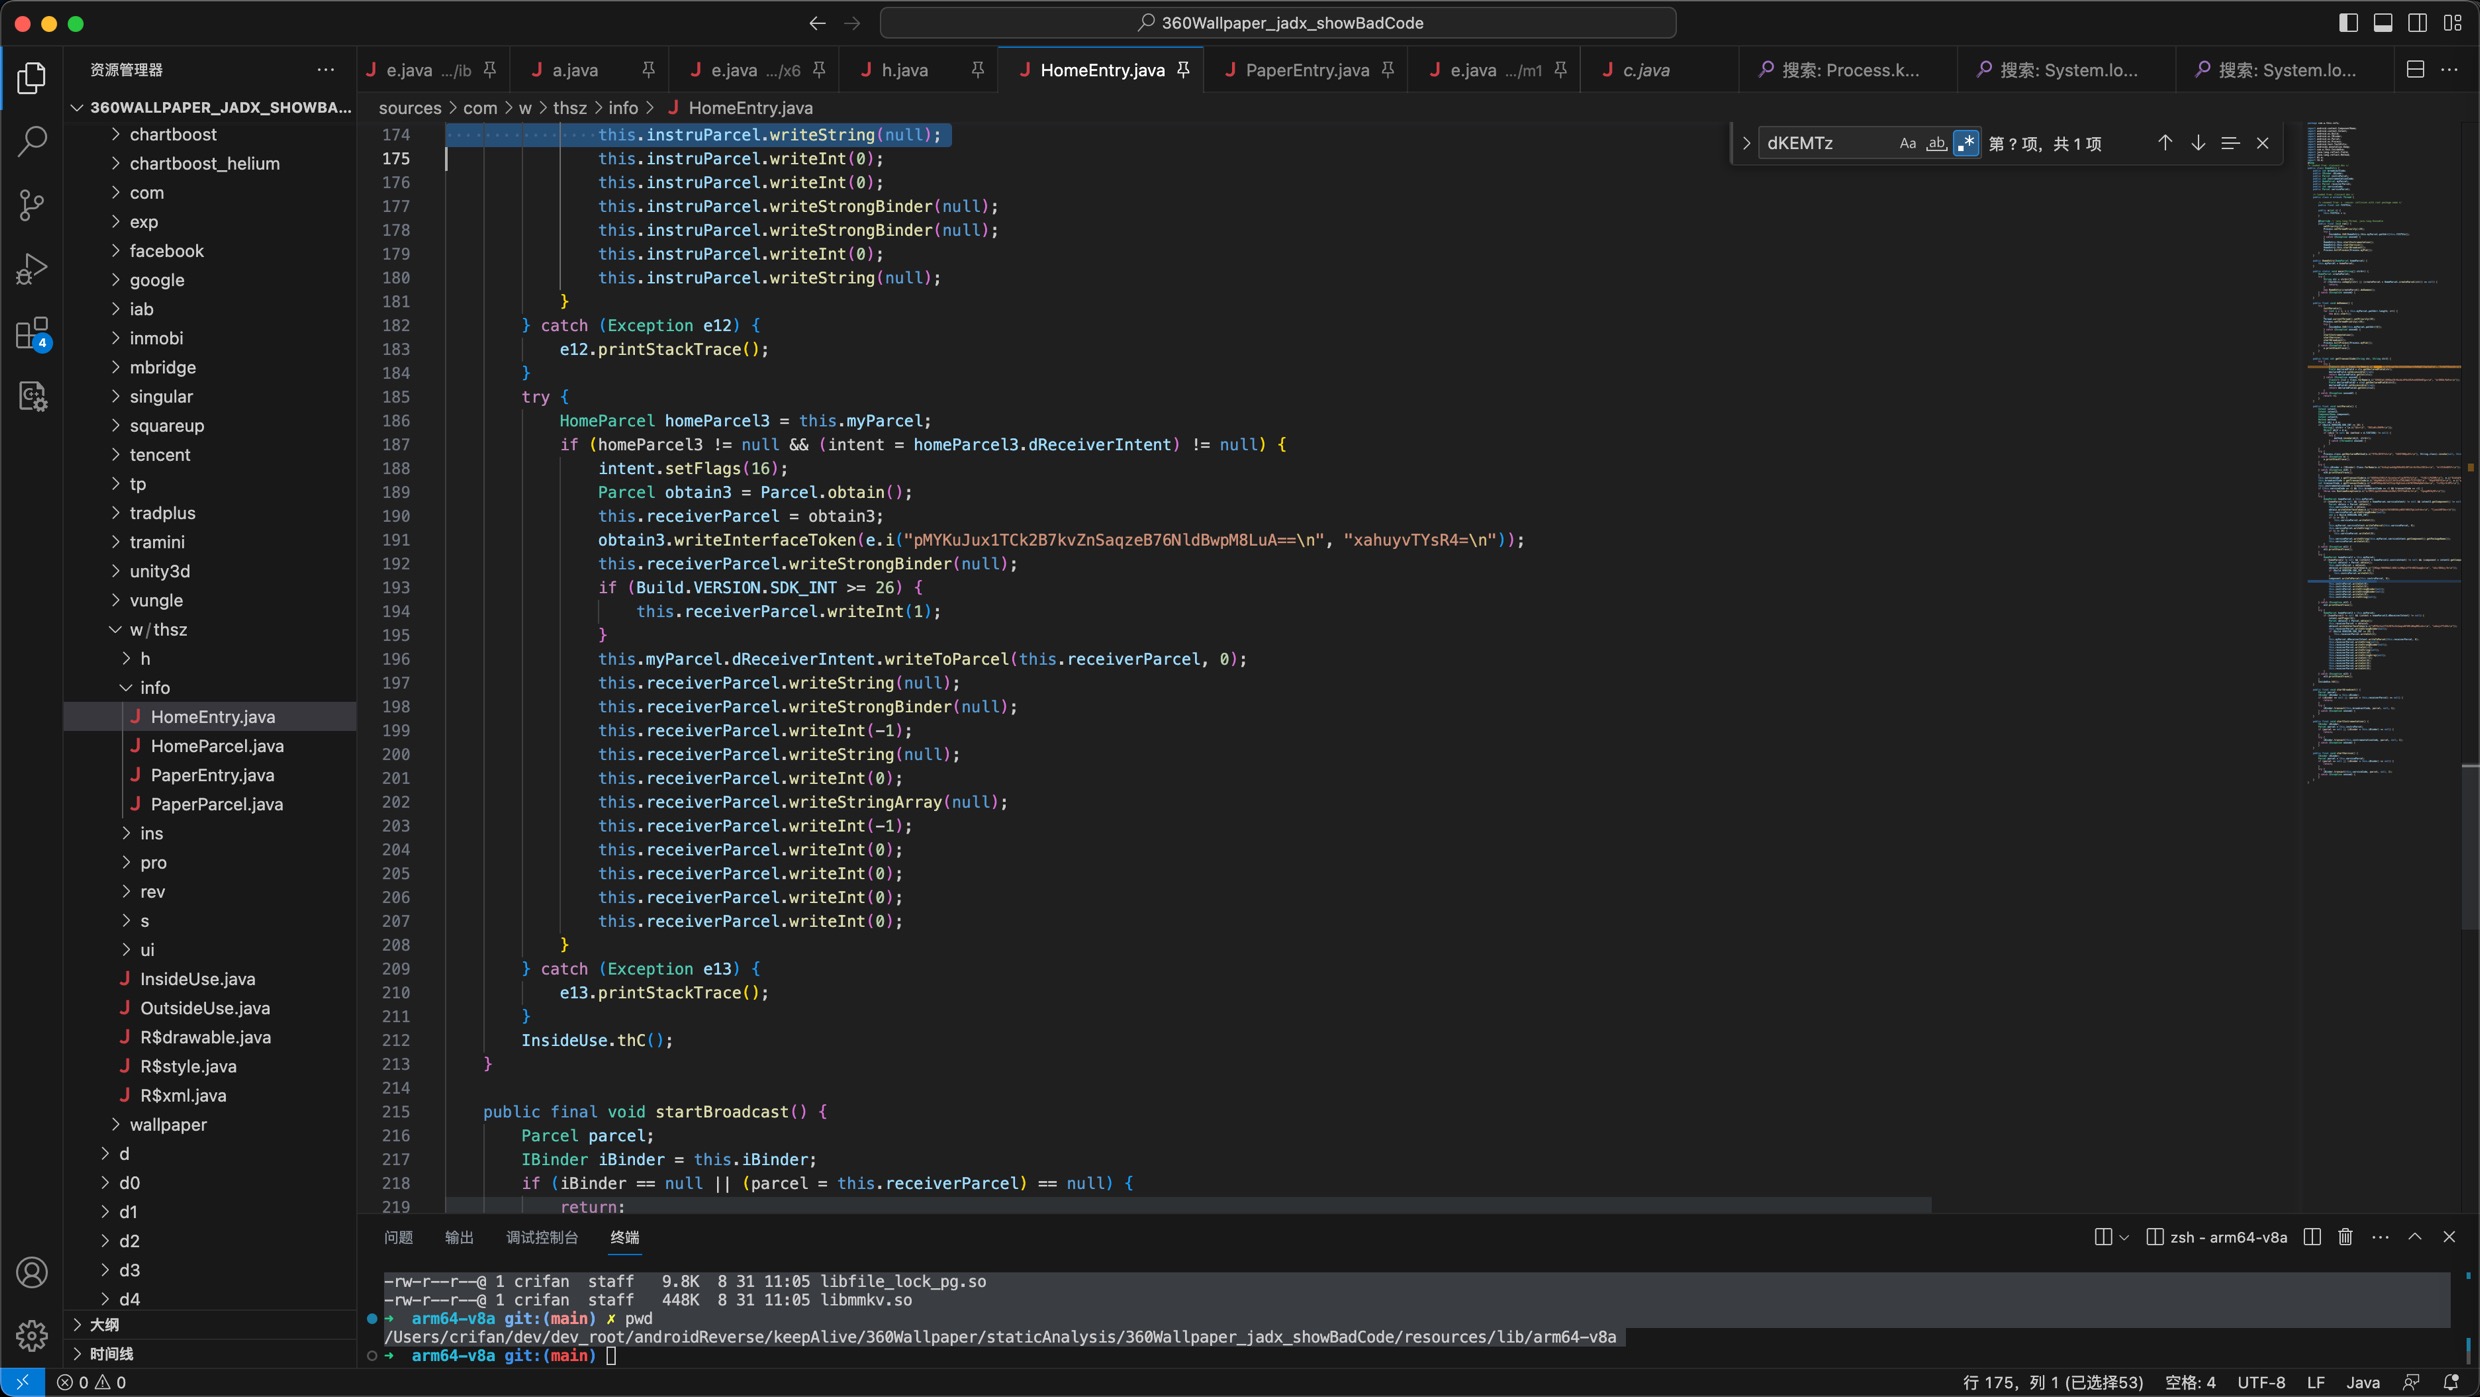 360Wallpaper_jadx_showBadCode
资源管理器
e.java .../ib
a.java
e.java .../x6
h.java
HomeEntry.java
PaperEntry.java
e.java .../m1
c.java
搜索: Process.k...
搜索: System.lo...
搜索: System.lo...
360WALLPAPER_JADX_SHOWBA...
sources > com > w > thsz > info > HomeEntry.java
chartboost
chartboost_helium
com
exp
facebook
google
iab
inmobi
mbridge
singular
squareup
tencent
tp
tradplus
tramini
unity3d
vungle
w/thsz
h
info
HomeEntry.java
HomeParcel.java
PaperEntry.java
PaperParcel.java
ins
pro
rev
s
ui
InsideUse.java
OutsideUse.java
R$drawable.java
R$style.java
R$xml.java
wallpaper
d
d0
d1
d2
d3
d4
大纲
时间线
4
dKEMTz
Aa
ab
第 ? 项, 共 1 项
174 this.instruParcel.writeString(null);
175 this.instruParcel.writeInt(0);
176 this.instruParcel.writeInt(0);
177 this.instruParcel.writeStrongBinder(null);
178 this.instruParcel.writeStrongBinder(null);
179 this.instruParcel.writeInt(0);
180 this.instruParcel.writeString(null);
181 }
182 } catch (Exception e12) {
183 e12.printStackTrace();
184 }
185 try {
186 HomeParcel homeParcel3 = this.myParcel;
187 if (homeParcel3 != null && (intent = homeParcel3.dReceiverIntent) != null) {
188 intent.setFlags(16);
189 Parcel obtain3 = Parcel.obtain();
190 this.receiverParcel = obtain3;
191 obtain3.writeInterfaceToken(e.i("pMYKuJux1TCk2B7kvZnSaqzeB76NldBwpM8LuA==\n", "xahuyvTYsR4=\n"));
192 this.receiverParcel.writeStrongBinder(null);
193 if (Build.VERSION.SDK_INT >= 26) {
194 this.receiverParcel.writeInt(1);
195 }
196 this.myParcel.dReceiverIntent.writeToParcel(this.receiverParcel, 0);
197 this.receiverParcel.writeString(null);
198 this.receiverParcel.writeStrongBinder(null);
199 this.receiverParcel.writeInt(-1);
200 this.receiverParcel.writeString(null);
201 this.receiverParcel.writeInt(0);
202 this.receiverParcel.writeStringArray(null);
203 this.receiverParcel.writeInt(-1);
204 this.receiverParcel.writeInt(0);
205 this.receiverParcel.writeInt(0);
206 this.receiverParcel.writeInt(0);
207 this.receiverParcel.writeInt(0);
208 }
209 } catch (Exception e13) {
210 e13.printStackTrace();
211 }
212 InsideUse.thC();
213 }
214
215 public final void startBroadcast() {
216 Parcel parcel;
217 IBinder iBinder = this.iBinder;
218 if (iBinder == null || (parcel = this.receiverParcel) == null) {
219 return;
问题
输出
调试控制台
终端
zsh - arm64-v8a
-rw-r--r--@ 1 crifan staff 9.8K 8 31 11:05 libfile_lock_pg.so
-rw-r--r--@ 1 crifan staff 448K 8 31 11:05 libmmkv.so
➜ arm64-v8a git:(main) ✗ pwd
/Users/crifan/dev/dev_root/androidReverse/keepAlive/360Wallpaper/staticAnalysis/360Wallpaper_jadx_showBadCode/resources/lib/arm64-v8a
➜ arm64-v8a git:(main)
0 0
行 175, 列 1 (已选择53)
空格: 4
UTF-8
LF
Java